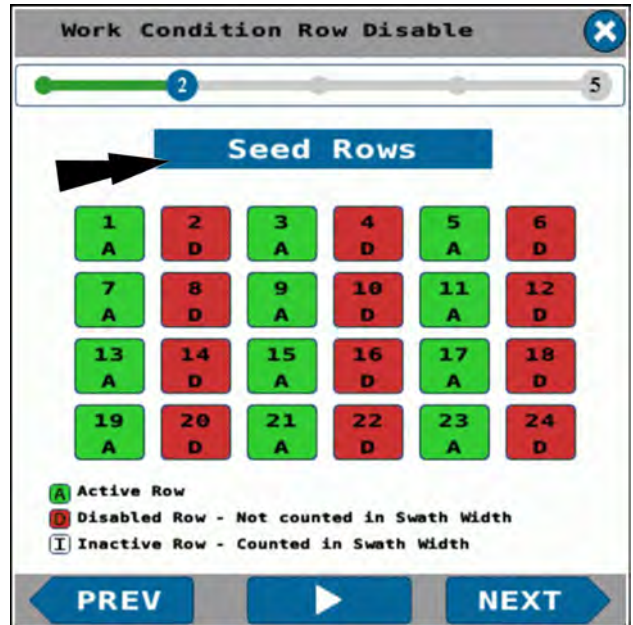 Work Condition Row Disable
2 5
Seed Rows
1 2 3 4 5 6
A D A D A D
7 8 9 10 11 12
A D A D A D
13 14 15 16 17 18
A D A D A D
19 20 21 22 23 24
A D A D A D
A Active Row
D Disabled Row - Not counted in Swath Width
I Inactive Row - Counted in Swath Width
PREV NEXT